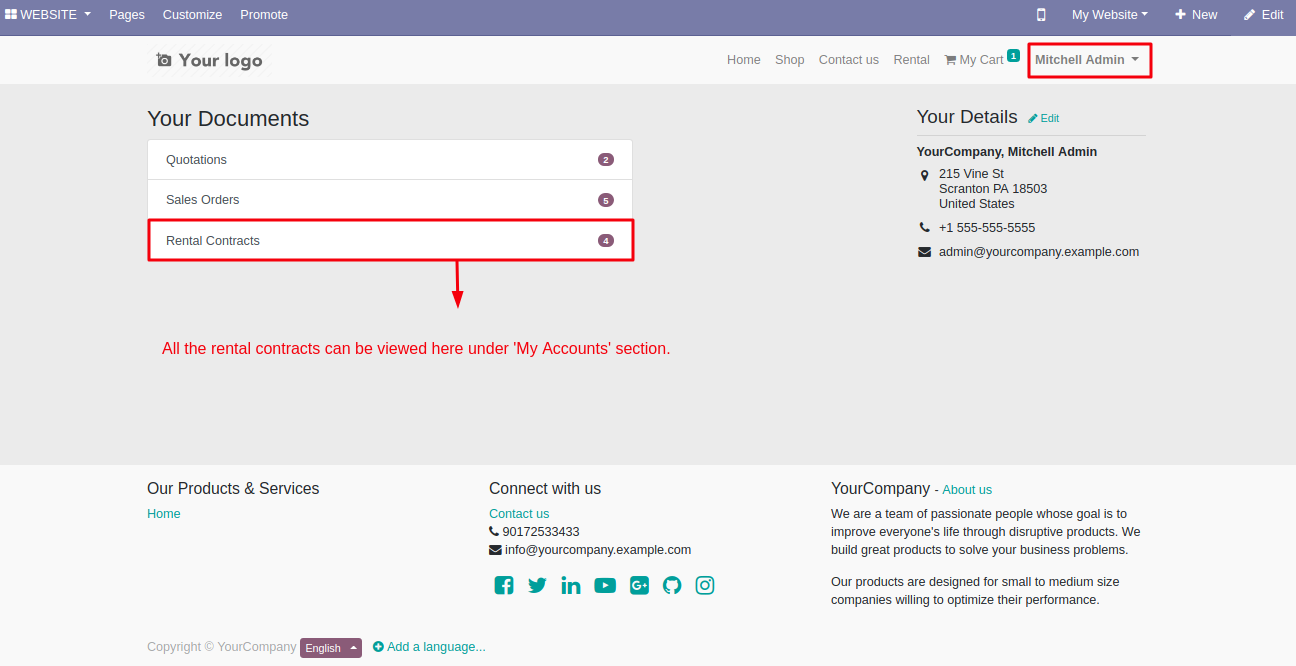 WEBSITE Pages Customize Promote My Website New Edit
Your logo Home Shop Contact us Rental My Cart 1 Mitchell Admin
Your Documents
Quotations 2
Sales Orders 5
Rental Contracts 4
All the rental contracts can be viewed here under 'My Accounts' section.
Your Details Edit
YourCompany, Mitchell Admin
215 Vine St
Scranton PA 18503
United States
+1 555-555-5555
admin@yourcompany.example.com
Our Products & Services
Home
Connect with us
Contact us
90172533433
info@yourcompany.example.com
YourCompany - About us
We are a team of passionate people whose goal is to
improve everyone's life through disruptive products. We
build great products to solve your business problems.
Our products are designed for small to medium size
companies willing to optimize their performance.
Copyright © YourCompany English Add a language...